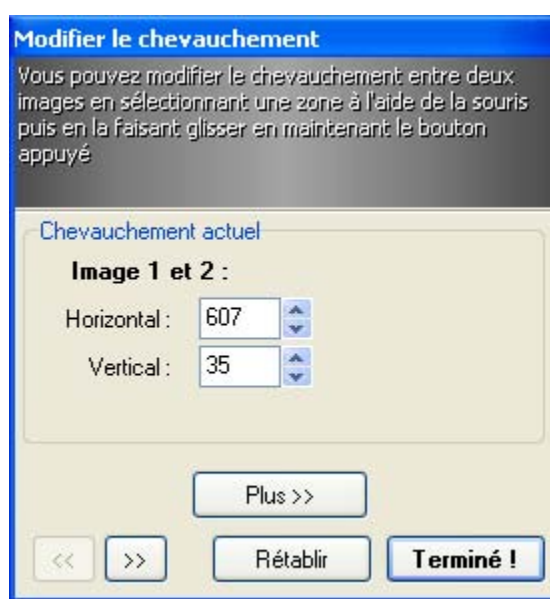 Modifier le chevauchement
Vous pouvez modifier le chevauchement entre deux
images en sélectionnant une zone à l'aide de la souris
puis en la faisant glisser en maintenant le bouton
appuyé
Chevauchement actuel
Image 1 et 2 :
Horizontal : 607
Vertical : 35
Plus >>
<< >> Rétablir Terminé !